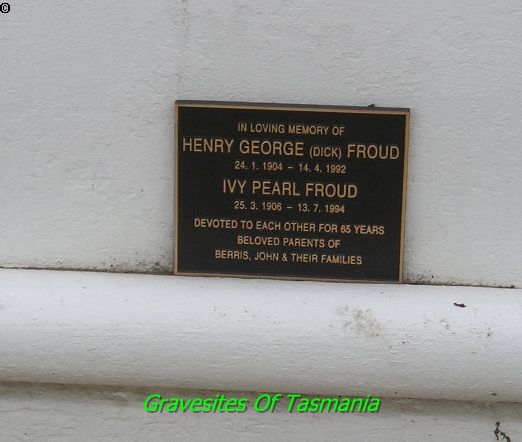 ©
IN LOVING MEMORY OF
HENRY GEORGE (DICK) FROUD
24. 1. 1904 – 14. 4. 1992
IVY PEARL FROUD
25. 3. 1906 – 13. 7. 1994
DEVOTED TO EACH OTHER FOR 65 YEARS
BELOVED PARENTS OF
BERRIS, JOHN & THEIR FAMILIES
Gravesites Of Tasmania